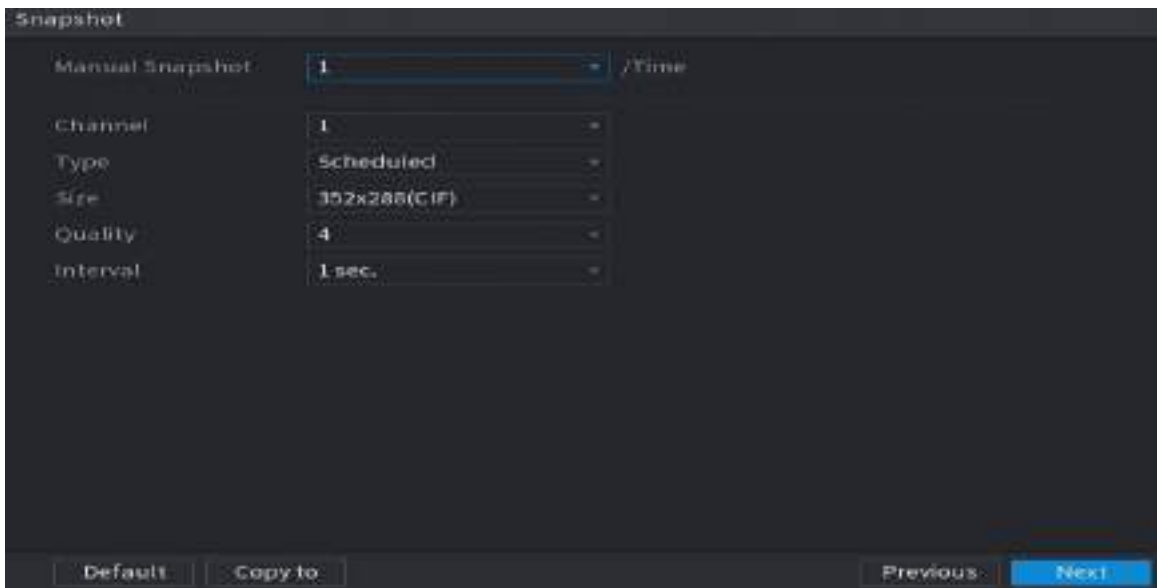 Snapshot
Manual Snapshot 1 /Time
Channel 1
Type Scheduled
Size 352x288(CIF)
Quality 4
Interval 1 sec.
Default Copy to Previous Next